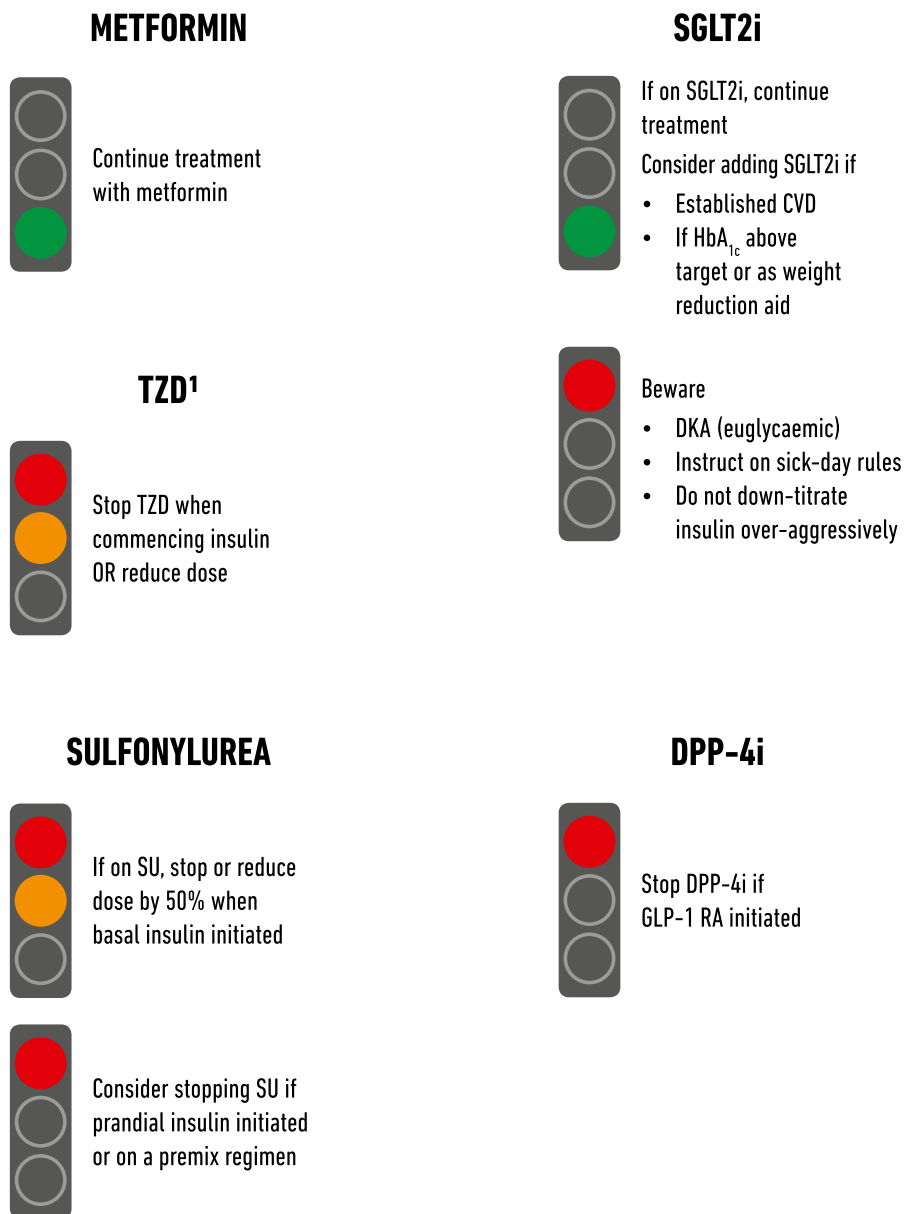 METFORMIN
Continue treatment
with metformin
TZD¹
Stop TZD when
commencing insulin
OR reduce dose
SULFONYLUREA
If on SU, stop or reduce
dose by 50% when
basal insulin initiated
Consider stopping SU if
prandial insulin initiated
or on a premix regimen
SGLT2i
If on SGLT2i, continue
treatment
Consider adding SGLT2i if
• Established CVD
• If HbA₁c above
target or as weight
reduction aid
Beware
• DKA (euglycaemic)
• Instruct on sick-day rules
• Do not down-titrate
insulin over-aggressively
DPP-4i
Stop DPP-4i if
GLP-1 RA initiated